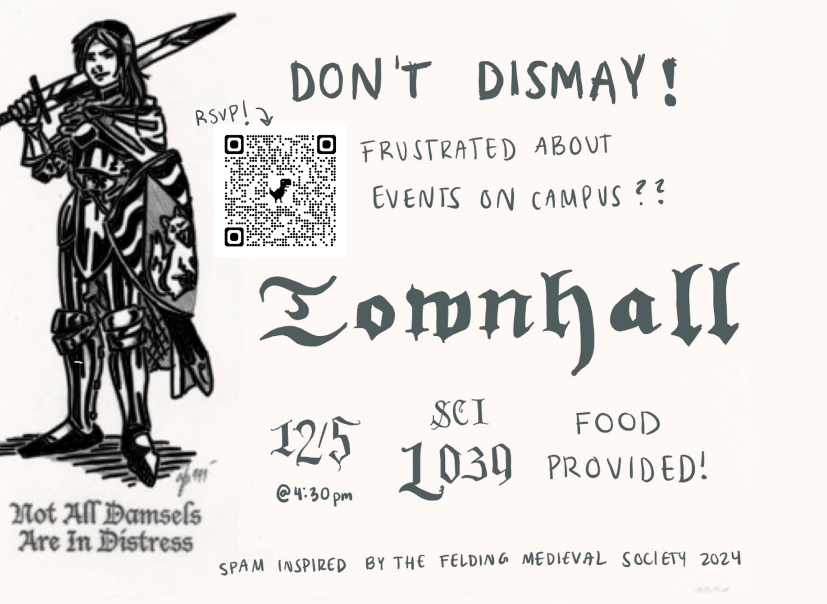 DON'T DISMAY!
RSVP!
FRUSTRATED ABOUT
EVENTS ON CAMPUS ??
Townhall
12/5
@4:30pm
SCI
1039
FOOD
PROVIDED!
Not All Damsels
Are In Distress
SPAM INSPIRED BY THE FELDING MEDIEVAL SOCIETY 2024